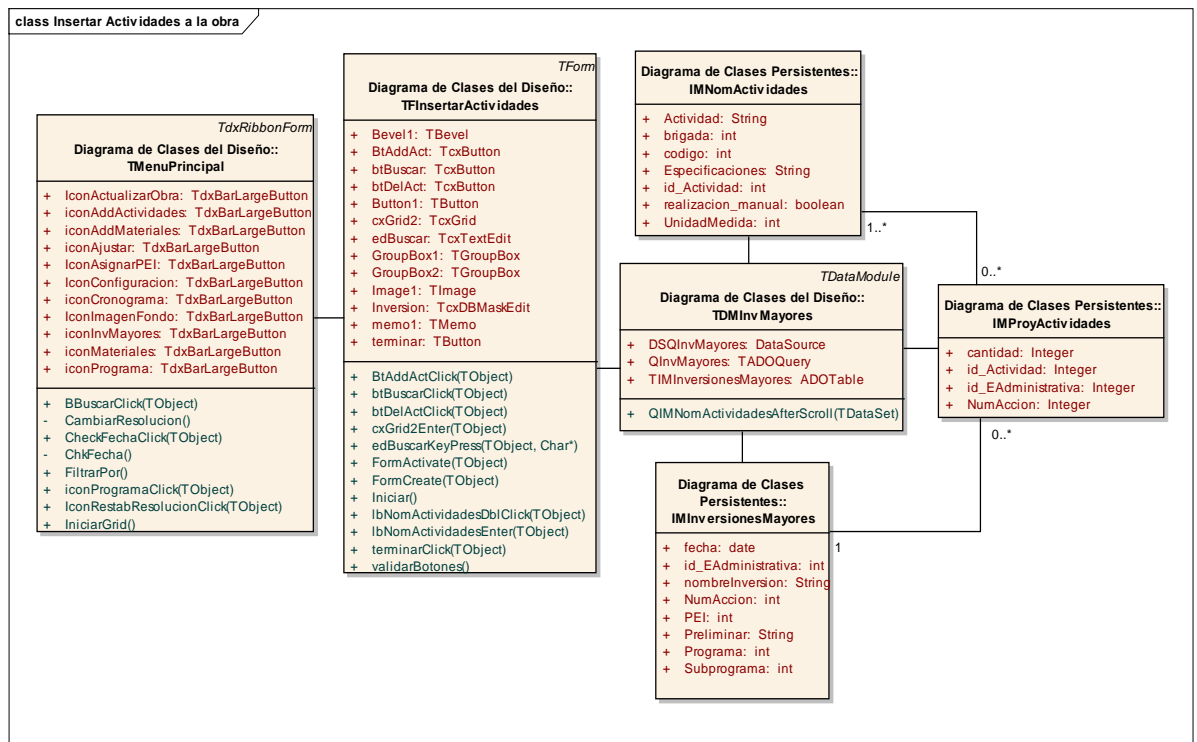 class Insertar Actividades a la obra
TdxRibbonForm
Diagrama de Clases del Diseño::
TMenuPrincipal
+ IconActualizarObra: TdxBarLargeButton
+ iconAddActividades: TdxBarLargeButton
+ iconAddMateriales: TdxBarLargeButton
+ iconAjustar: TdxBarLargeButton
+ IconAsignarPEI: TdxBarLargeButton
+ IconConfiguracion: TdxBarLargeButton
+ iconCronograma: TdxBarLargeButton
+ IconImagenFondo: TdxBarLargeButton
+ iconInvMayores: TdxBarLargeButton
+ iconMateriales: TdxBarLargeButton
+ iconPrograma: TdxBarLargeButton
+ BBuscarClick(TObject)
- CambiarResolucion()
+ CheckFechaClick(TObject)
- ChkFecha()
+ FiltrarPor()
+ iconProgramaClick(TObject)
+ IconRestabResolucionClick(TObject)
+ IniciarGrid()
TForm
Diagrama de Clases del Diseño::
TFInsertarActividades
+ Bevel1: TBevel
+ BtAddAct: TcxButton
+ btBuscar: TcxButton
+ btDelAct: TcxButton
+ Button1: TButton
+ cxGrid2: TcxGrid
+ edBuscar: TcxTextEdit
+ GroupBox1: TGroupBox
+ GroupBox2: TGroupBox
+ Image1: TImage
+ Inversion: TcxDBMaskEdit
+ memo1: TMemo
+ terminar: TButton
+ BtAddActClick(TObject)
+ btBuscarClick(TObject)
+ btDelActClick(TObject)
+ cxGrid2Enter(TObject)
+ edBuscarKeyPress(TObject, Char*)
+ FormActivate(TObject)
+ FormCreate(TObject)
+ Iniciar()
+ lbNomActividadesDblClick(TObject)
+ lbNomActividadesEnter(TObject)
+ terminarClick(TObject)
+ validarBotones()
Diagrama de Clases Persistentes::
IMNomActividades
+ Actividad: String
+ brigada: int
+ codigo: int
+ Especificaciones: String
+ id_Actividad: int
+ realizacion_manual: boolean
+ UnidadMedida: int
1..*
0..*
TDataModule
Diagrama de Clases del Diseño::
TDMInvMayores
+ DSQInvMayores: DataSource
+ QInvMayores: TADOQuery
+ TIMInversionesMayores: ADOTable
+ QIMNomActividadesAfterScroll(TDataSet)
Diagrama de Clases Persistentes::
IMProyActividades
+ cantidad: Integer
+ id_Actividad: Integer
+ id_EAdministrativa: Integer
+ NumAccion: Integer
0..*
Diagrama de Clases
Persistentes::
IMInversionesMayores
+ fecha: date
+ id_EAdministrativa: int
+ nombreInversion: String
+ NumAccion: int
+ PEI: int
+ Preliminar: String
+ Programa: int
+ Subprograma: int
1